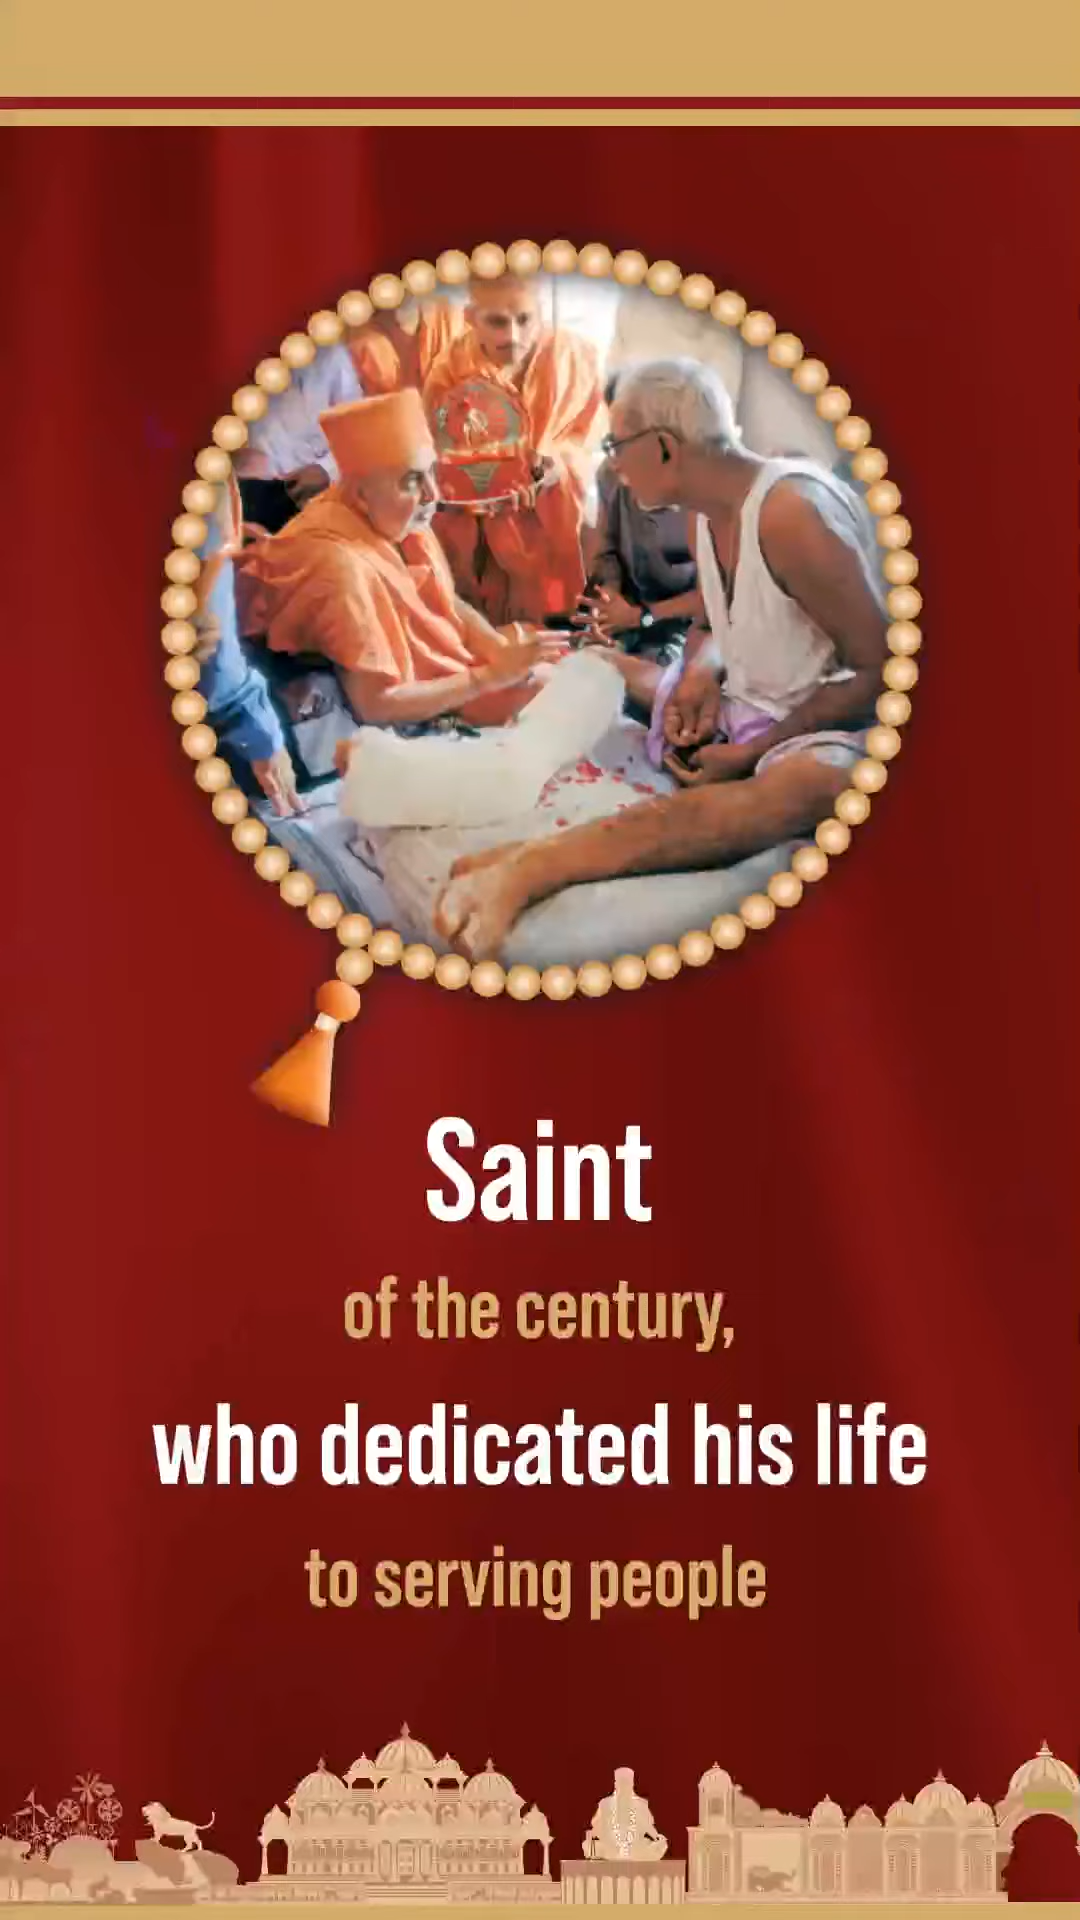 Saint
of the century,
who dedicated his life
to serving people